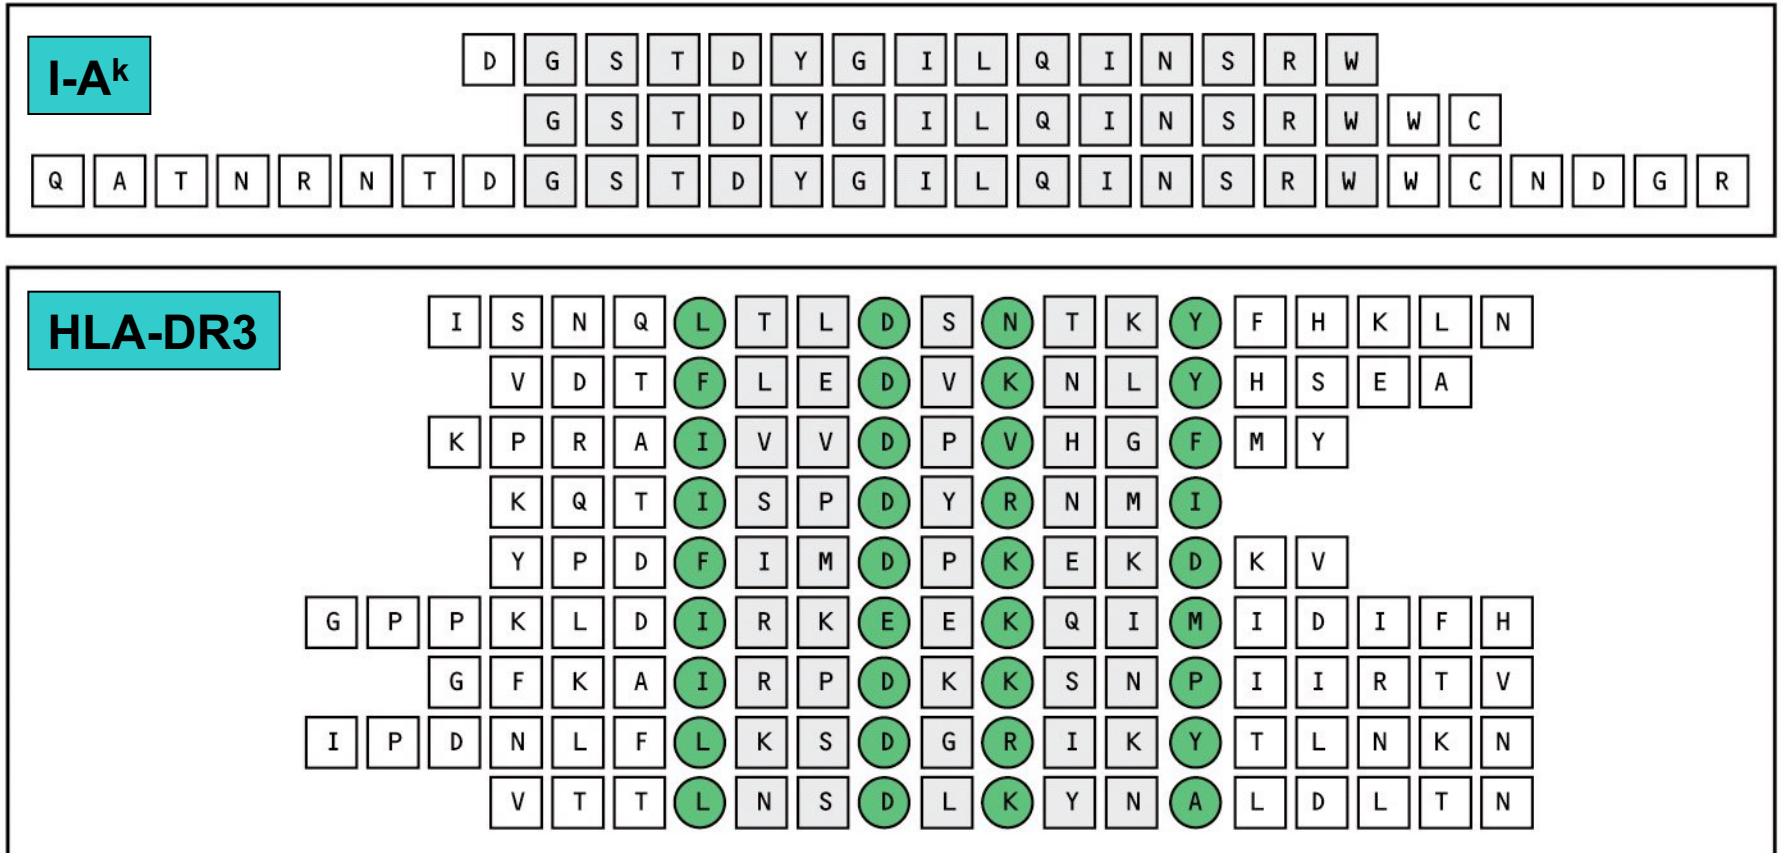 I-Aᵏ
D G S T D Y G I L Q I N S R W
G S T D Y G I L Q I N S R W W C
Q A T N R N T D G S T D Y G I L Q I N S R W W C N D G R
HLA-DR3
I S N Q L T L D S N T K Y F H K L N
V D T F L E D V K N L Y H S E A
K P R A I V V D P V H G F M Y
K Q T I S P D Y R N M I
Y P D F I M D P K E K D K V
G P P K L D I R K E E K Q I M I D I F H
G F K A I R P D K K S N P I I R T V
I P D N L F L K S D G R I K Y T L N K N
V T T L N S D L K Y N A L D L T N